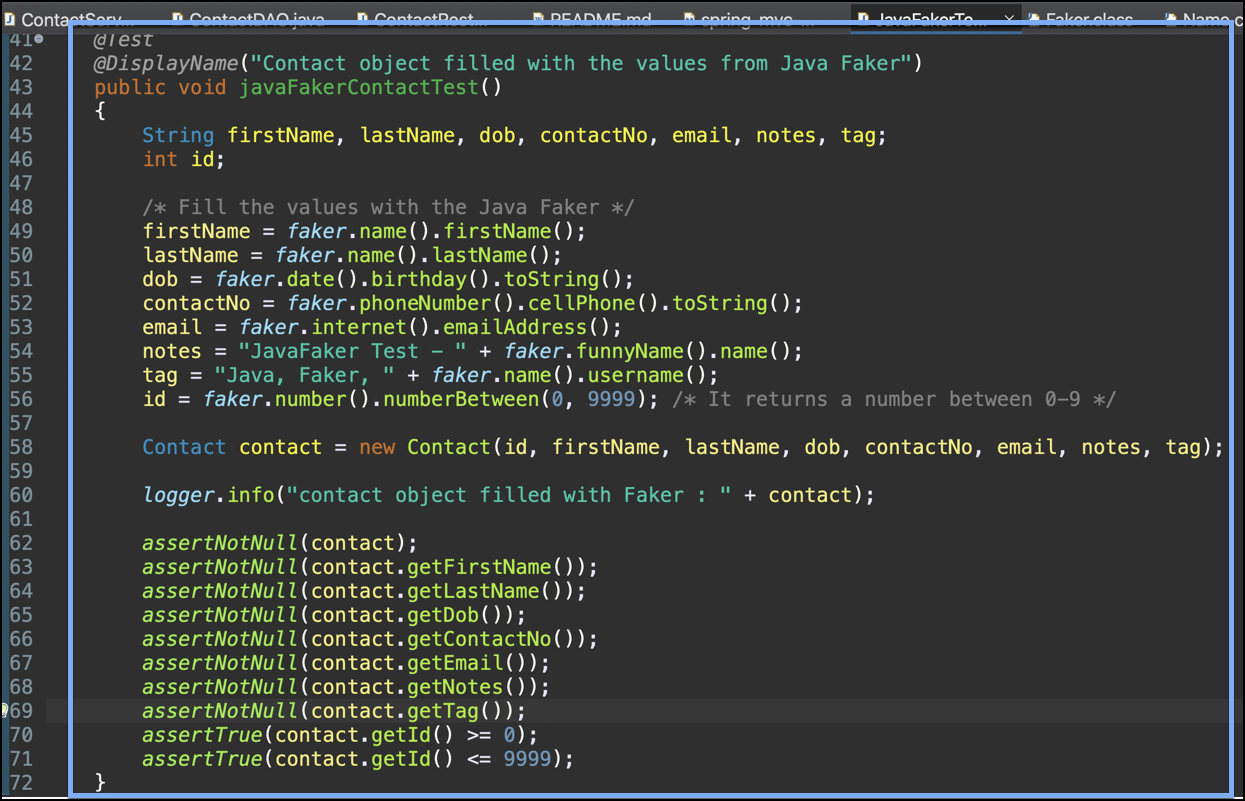 ContactServ... ContactDAO.java ContactRest... README.md spring-mvc-... JavaFakerTe... Faker.class Name.c
41 @Test
42 @DisplayName("Contact object filled with the values from Java Faker")
43 public void javaFakerContactTest()
44 {
45 String firstName, lastName, dob, contactNo, email, notes, tag;
46 int id;
47
48 /* Fill the values with the Java Faker */
49 firstName = faker.name().firstName();
50 lastName = faker.name().lastName();
51 dob = faker.date().birthday().toString();
52 contactNo = faker.phoneNumber().cellPhone().toString();
53 email = faker.internet().emailAddress();
54 notes = "JavaFaker Test - " + faker.funnyName().name();
55 tag = "Java, Faker, " + faker.name().username();
56 id = faker.number().numberBetween(0, 9999); /* It returns a number between 0-9 */
57
58 Contact contact = new Contact(id, firstName, lastName, dob, contactNo, email, notes, tag);
59
60 logger.info("contact object filled with Faker : " + contact);
61
62 assertNotNull(contact);
63 assertNotNull(contact.getFirstName());
64 assertNotNull(contact.getLastName());
65 assertNotNull(contact.getDob());
66 assertNotNull(contact.getContactNo());
67 assertNotNull(contact.getEmail());
68 assertNotNull(contact.getNotes());
69 assertNotNull(contact.getTag());
70 assertTrue(contact.getId() >= 0);
71 assertTrue(contact.getId() <= 9999);
72 }